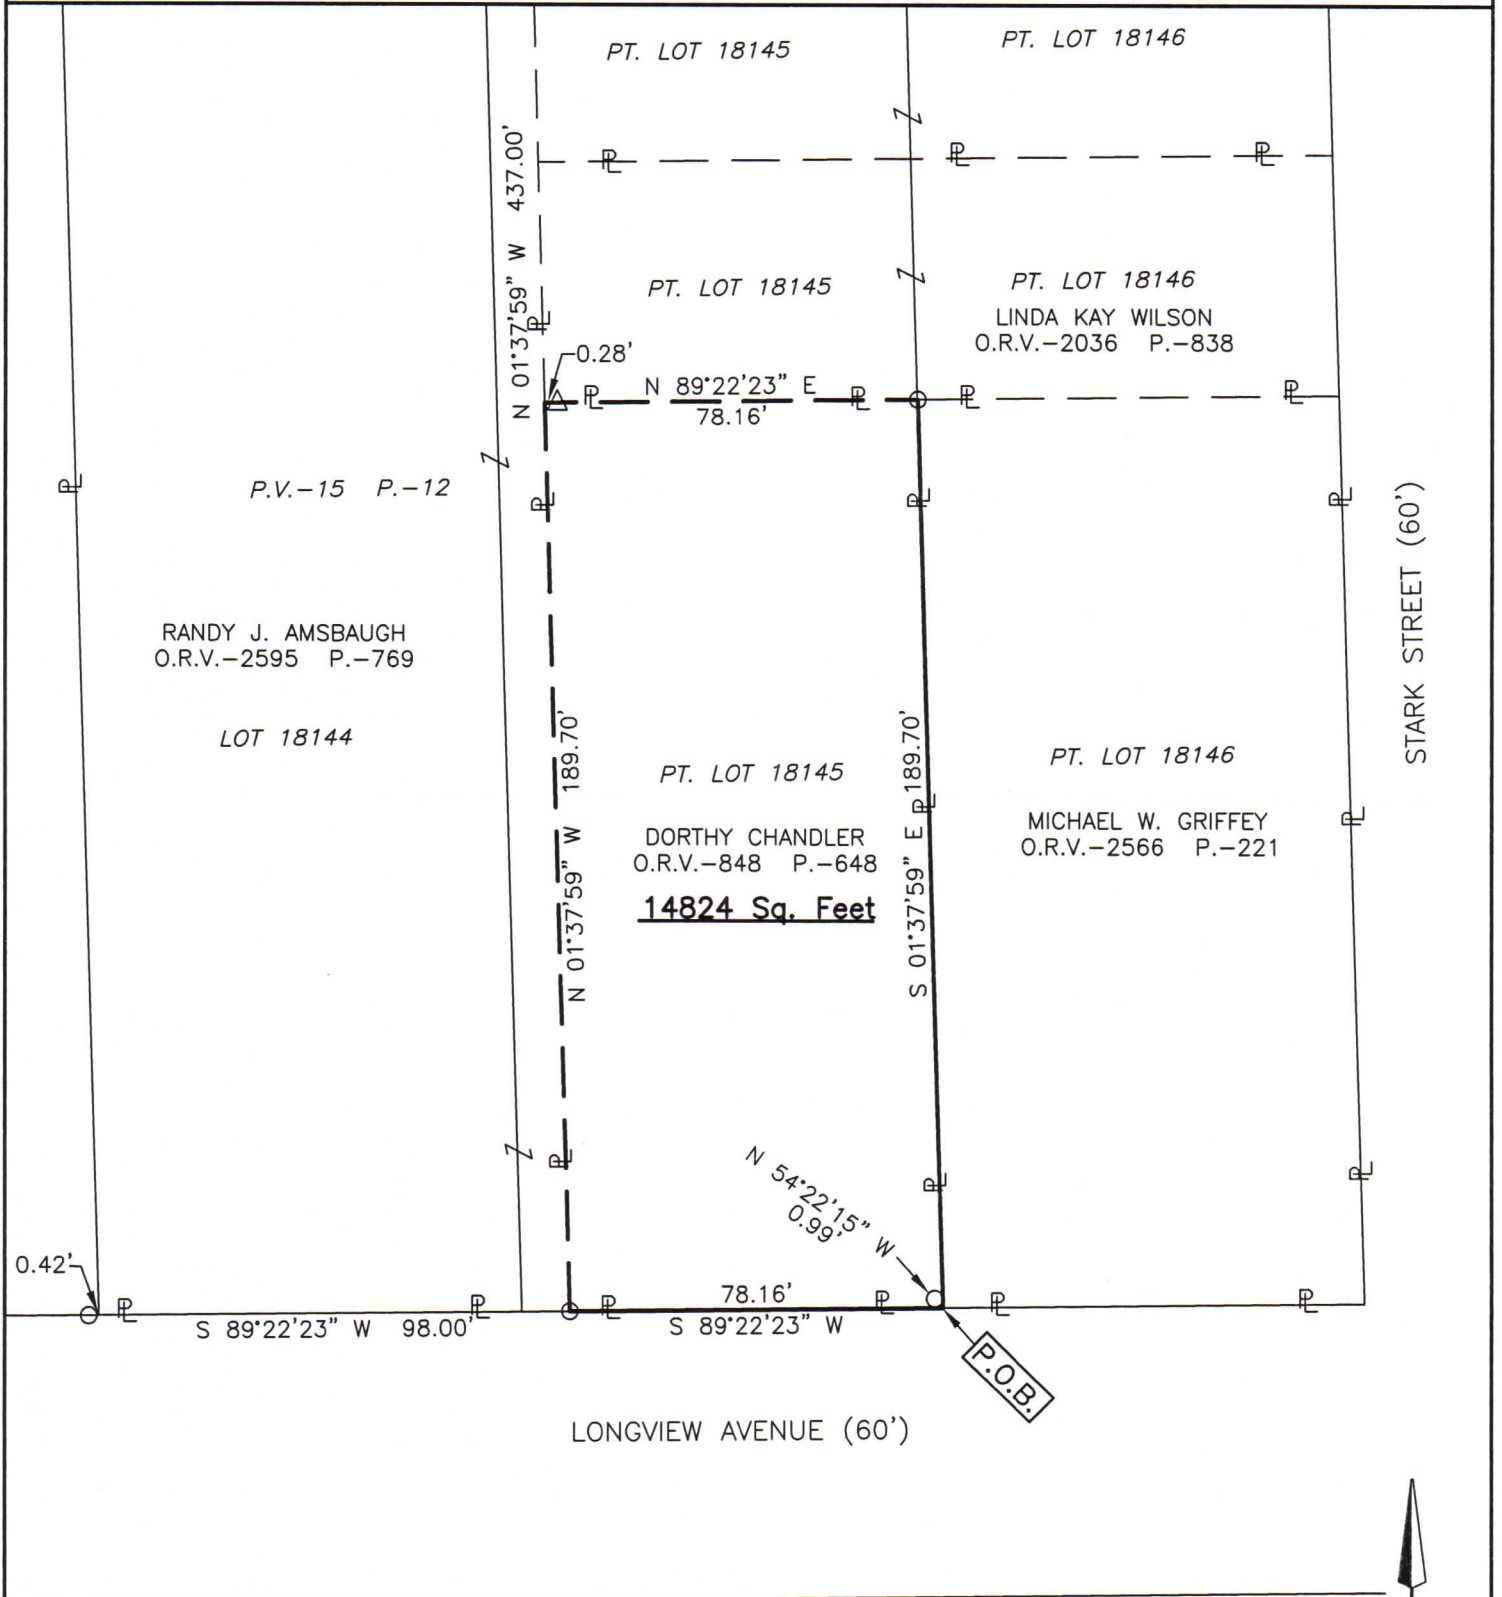 PT. LOT 18145
PT. LOT 18146
N 01°37'59" W 437.00'
PT. LOT 18145
PT. LOT 18146
LINDA KAY WILSON
O.R.V.-2036 P.-838
0.28'
N 89°22'23" E
78.16'
P.V.-15 P.-12
STARK STREET (60')
RANDY J. AMSBAUGH
O.R.V.-2595 P.-769
LOT 18144
N 01°37'59" W 189.70'
PT. LOT 18145
DORTHY CHANDLER
O.R.V.-848 P.-648
14824 Sq. Feet
S 01°37'59" E 189.70'
PT. LOT 18146
MICHAEL W. GRIFFEY
O.R.V.-2566 P.-221
N 54°22'15" W
0.99'
0.42'
S 89°22'23" W 98.00'
78.16'
S 89°22'23" W
P.O.B.
LONGVIEW AVENUE (60')